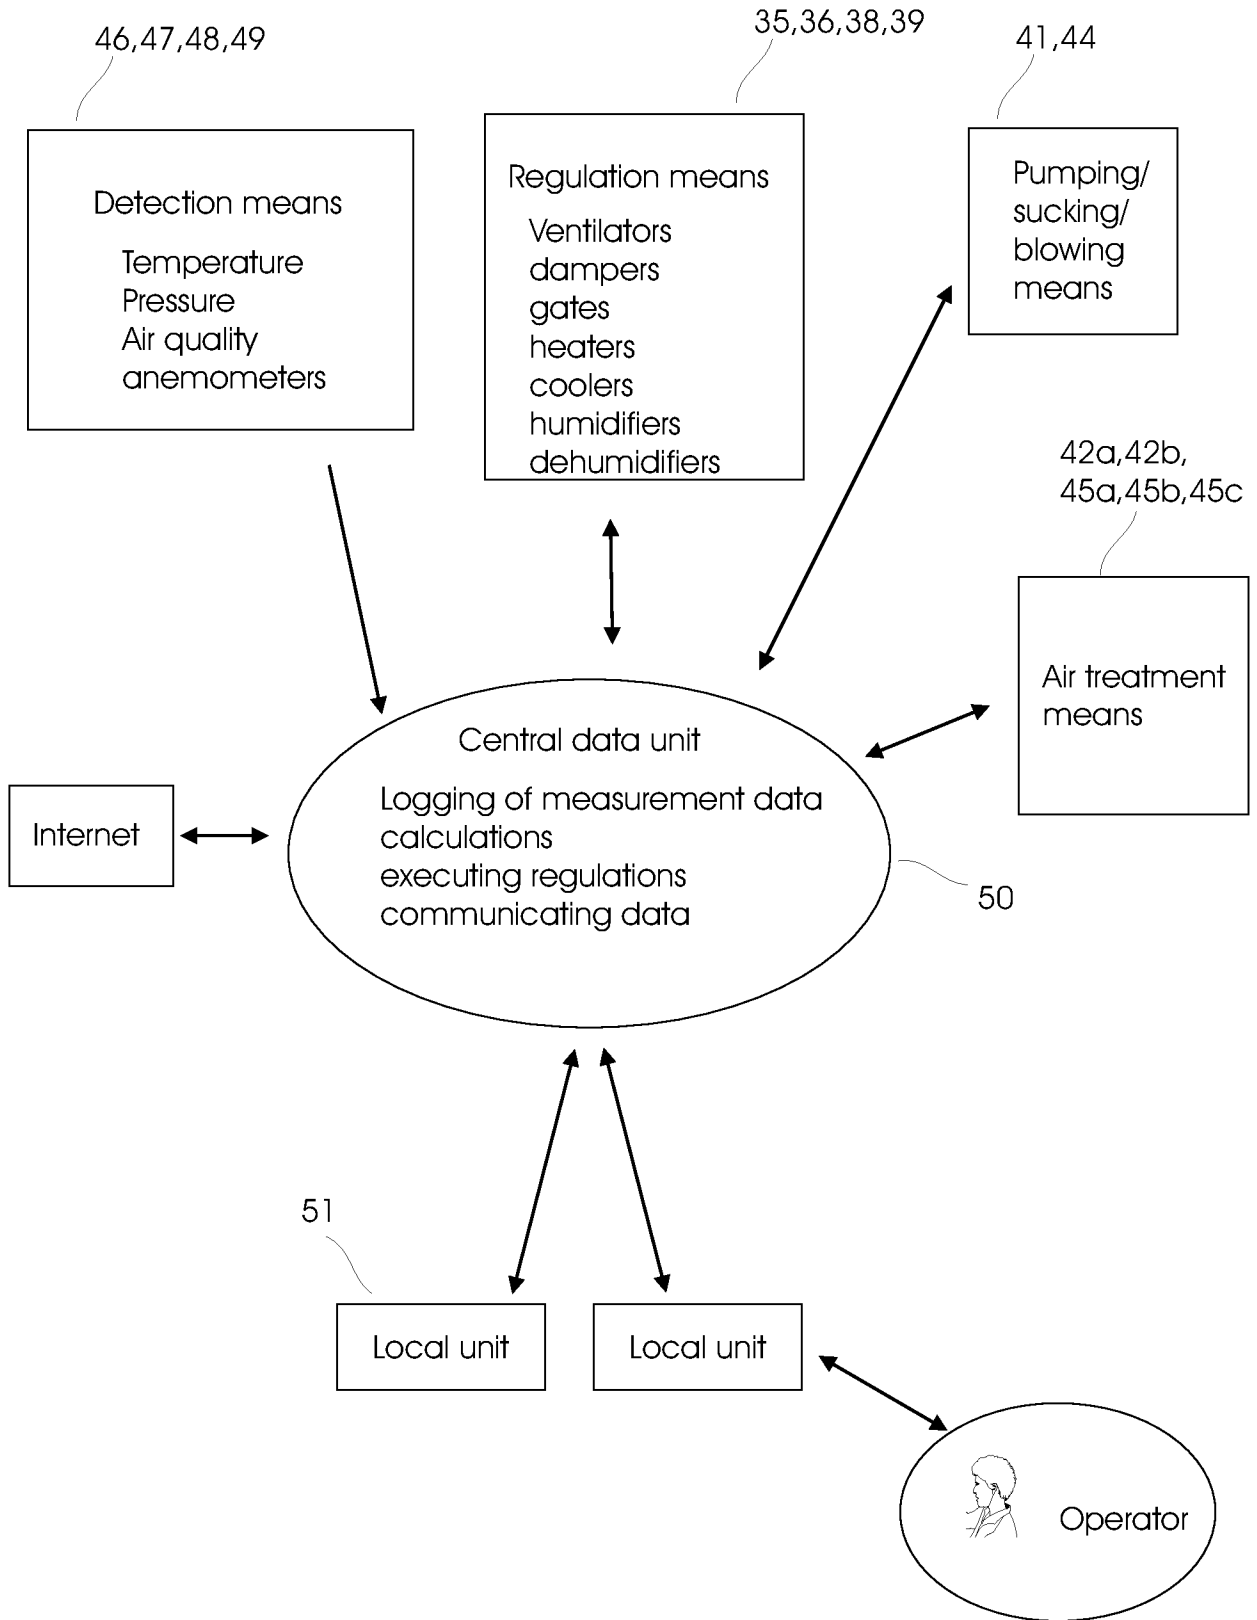 46,47,48,49
35,36,38,39
41,44
Detection means
Temperature
Pressure
Air quality
anemometers
Regulation means
Ventilators
dampers
gates
heaters
coolers
humidifiers
dehumidifiers
Pumping/
sucking/
blowing
means
42a,42b,
45a,45b,45c
Air treatment
means
Central data unit
Logging of measurement data
calculations
executing regulations
communicating data
Internet
50
51
Local unit
Local unit
Operator